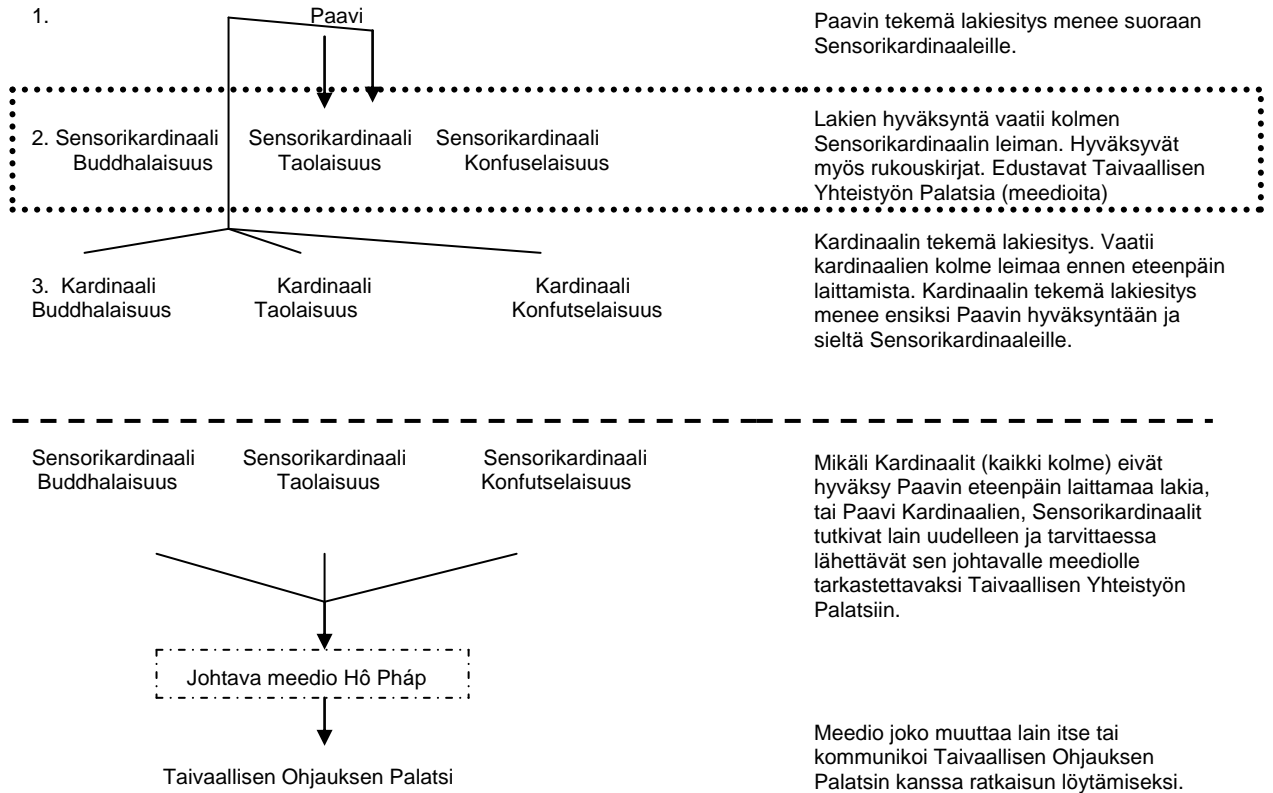 1. Paavi
Paavin tekemä lakiesitys menee suoraan
Sensorikardinaaleille.
2. Sensorikardinaali Sensorikardinaali Sensorikardinaali
Buddhalaisuus Taolaisuus Konfuselaisuus
Lakien hyväksyntä vaatii kolmen
Sensorikardinaalin leiman. Hyväksyvät
myös rukouskirjat. Edustavat Taivaallisen
Yhteistyön Palatsia (meedioita)
3. Kardinaali Kardinaali Kardinaali
Buddhalaisuus Taolaisuus Konfutselaisuus
Kardinaalin tekemä lakiesitys. Vaatii
kardinaalien kolme leimaa ennen eteenpäin
laittamista. Kardinaalin tekemä lakiesitys
menee ensiksi Paavin hyväksyntään ja
sieltä Sensorikardinaaleille.
Sensorikardinaali Sensorikardinaali Sensorikardinaali
Buddhalaisuus Taolaisuus Konfutselaisuus
Mikäli Kardinaalit (kaikki kolme) eivät
hyväksy Paavin eteenpäin laittamaa lakia,
tai Paavi Kardinaalien, Sensorikardinaalit
tutkivat lain uudelleen ja tarvittaessa
lähettävät sen johtavalle meediolle
tarkastettavaksi Taivaallisen Yhteistyön
Palatsiin.
Johtava meedio Hô Pháp
Taivaallisen Ohjauksen Palatsi
Meedio joko muuttaa lain itse tai
kommunikoi Taivaallisen Ohjauksen
Palatsin kanssa ratkaisun löytämiseksi.